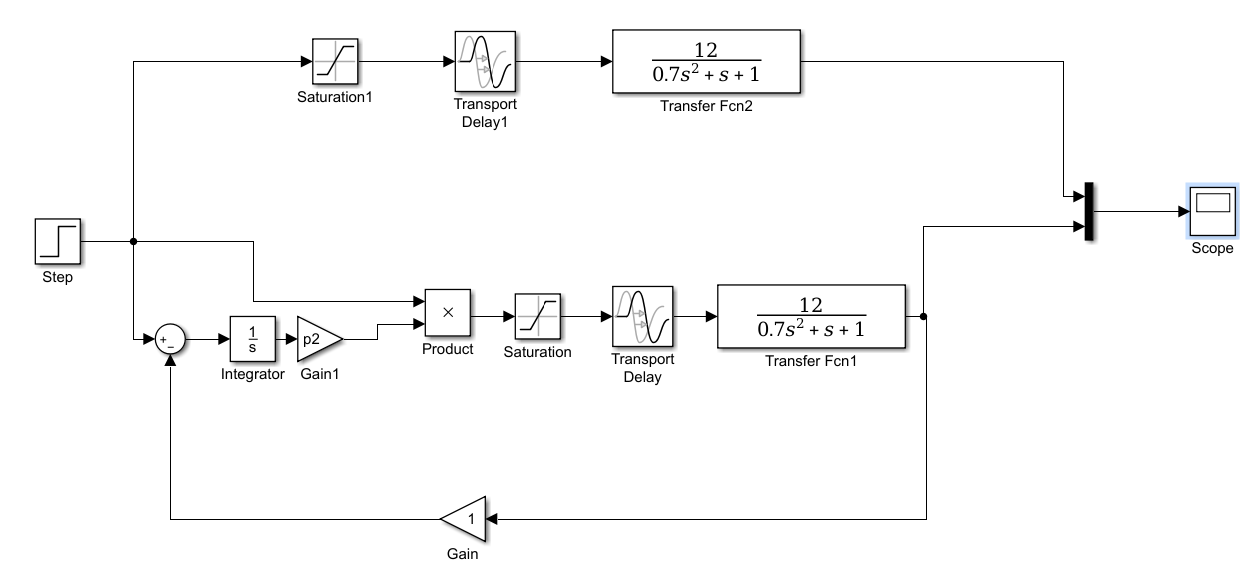 12
0.7s² + s + 1
Saturation1
Transport
Delay1
Transfer Fcn2
Step
Scope
+
−
1
s
p2
×
Integrator
Gain1
Product
Saturation
Transport
Delay
12
0.7s² + s + 1
Transfer Fcn1
1
Gain